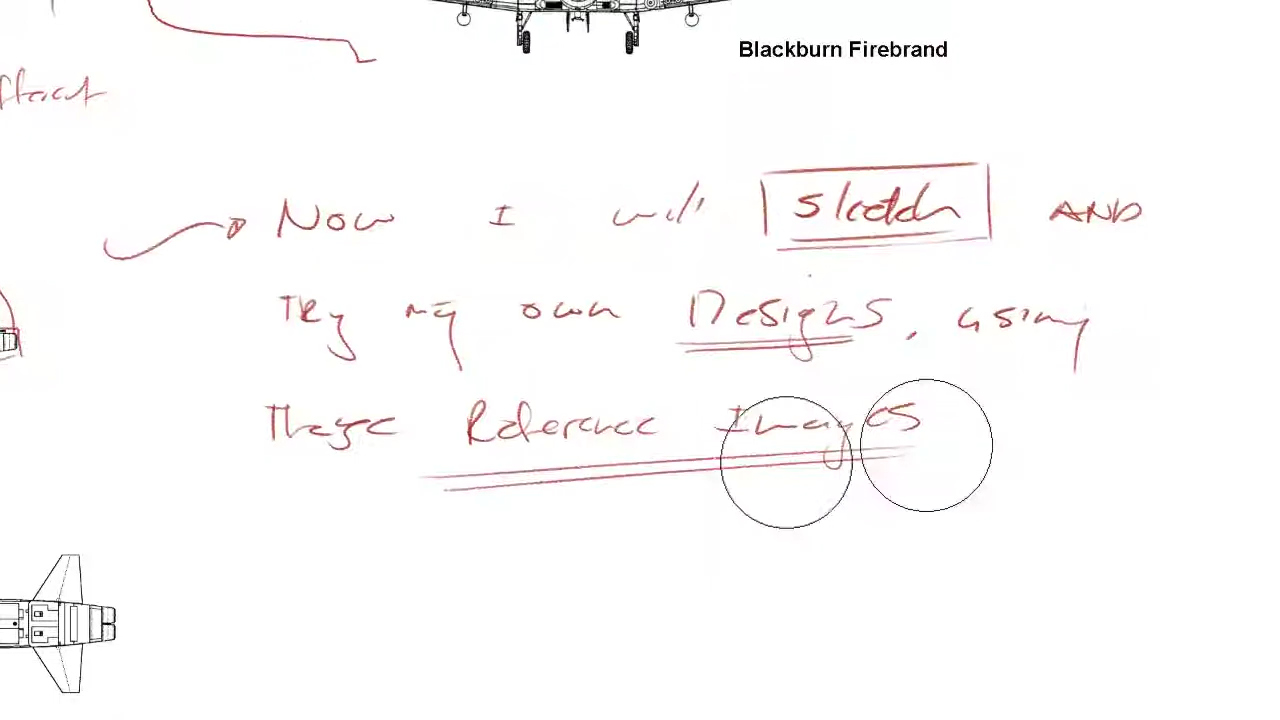 Blackburn Firebrand
Now I will sketch AND
TRy my own Designs, using
These Reference Images